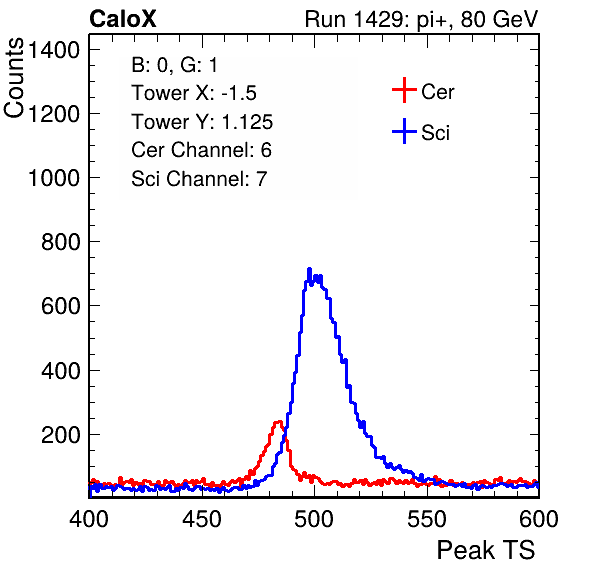 CaloX Run 1429: pi+, 80 GeV
Counts
1400
1200
1000
800
600
400
200
B: 0, G: 1
Tower X: -1.5
Tower Y: 1.125
Cer Channel: 6
Sci Channel: 7
Cer
Sci
400 450 500 550 600
Peak TS